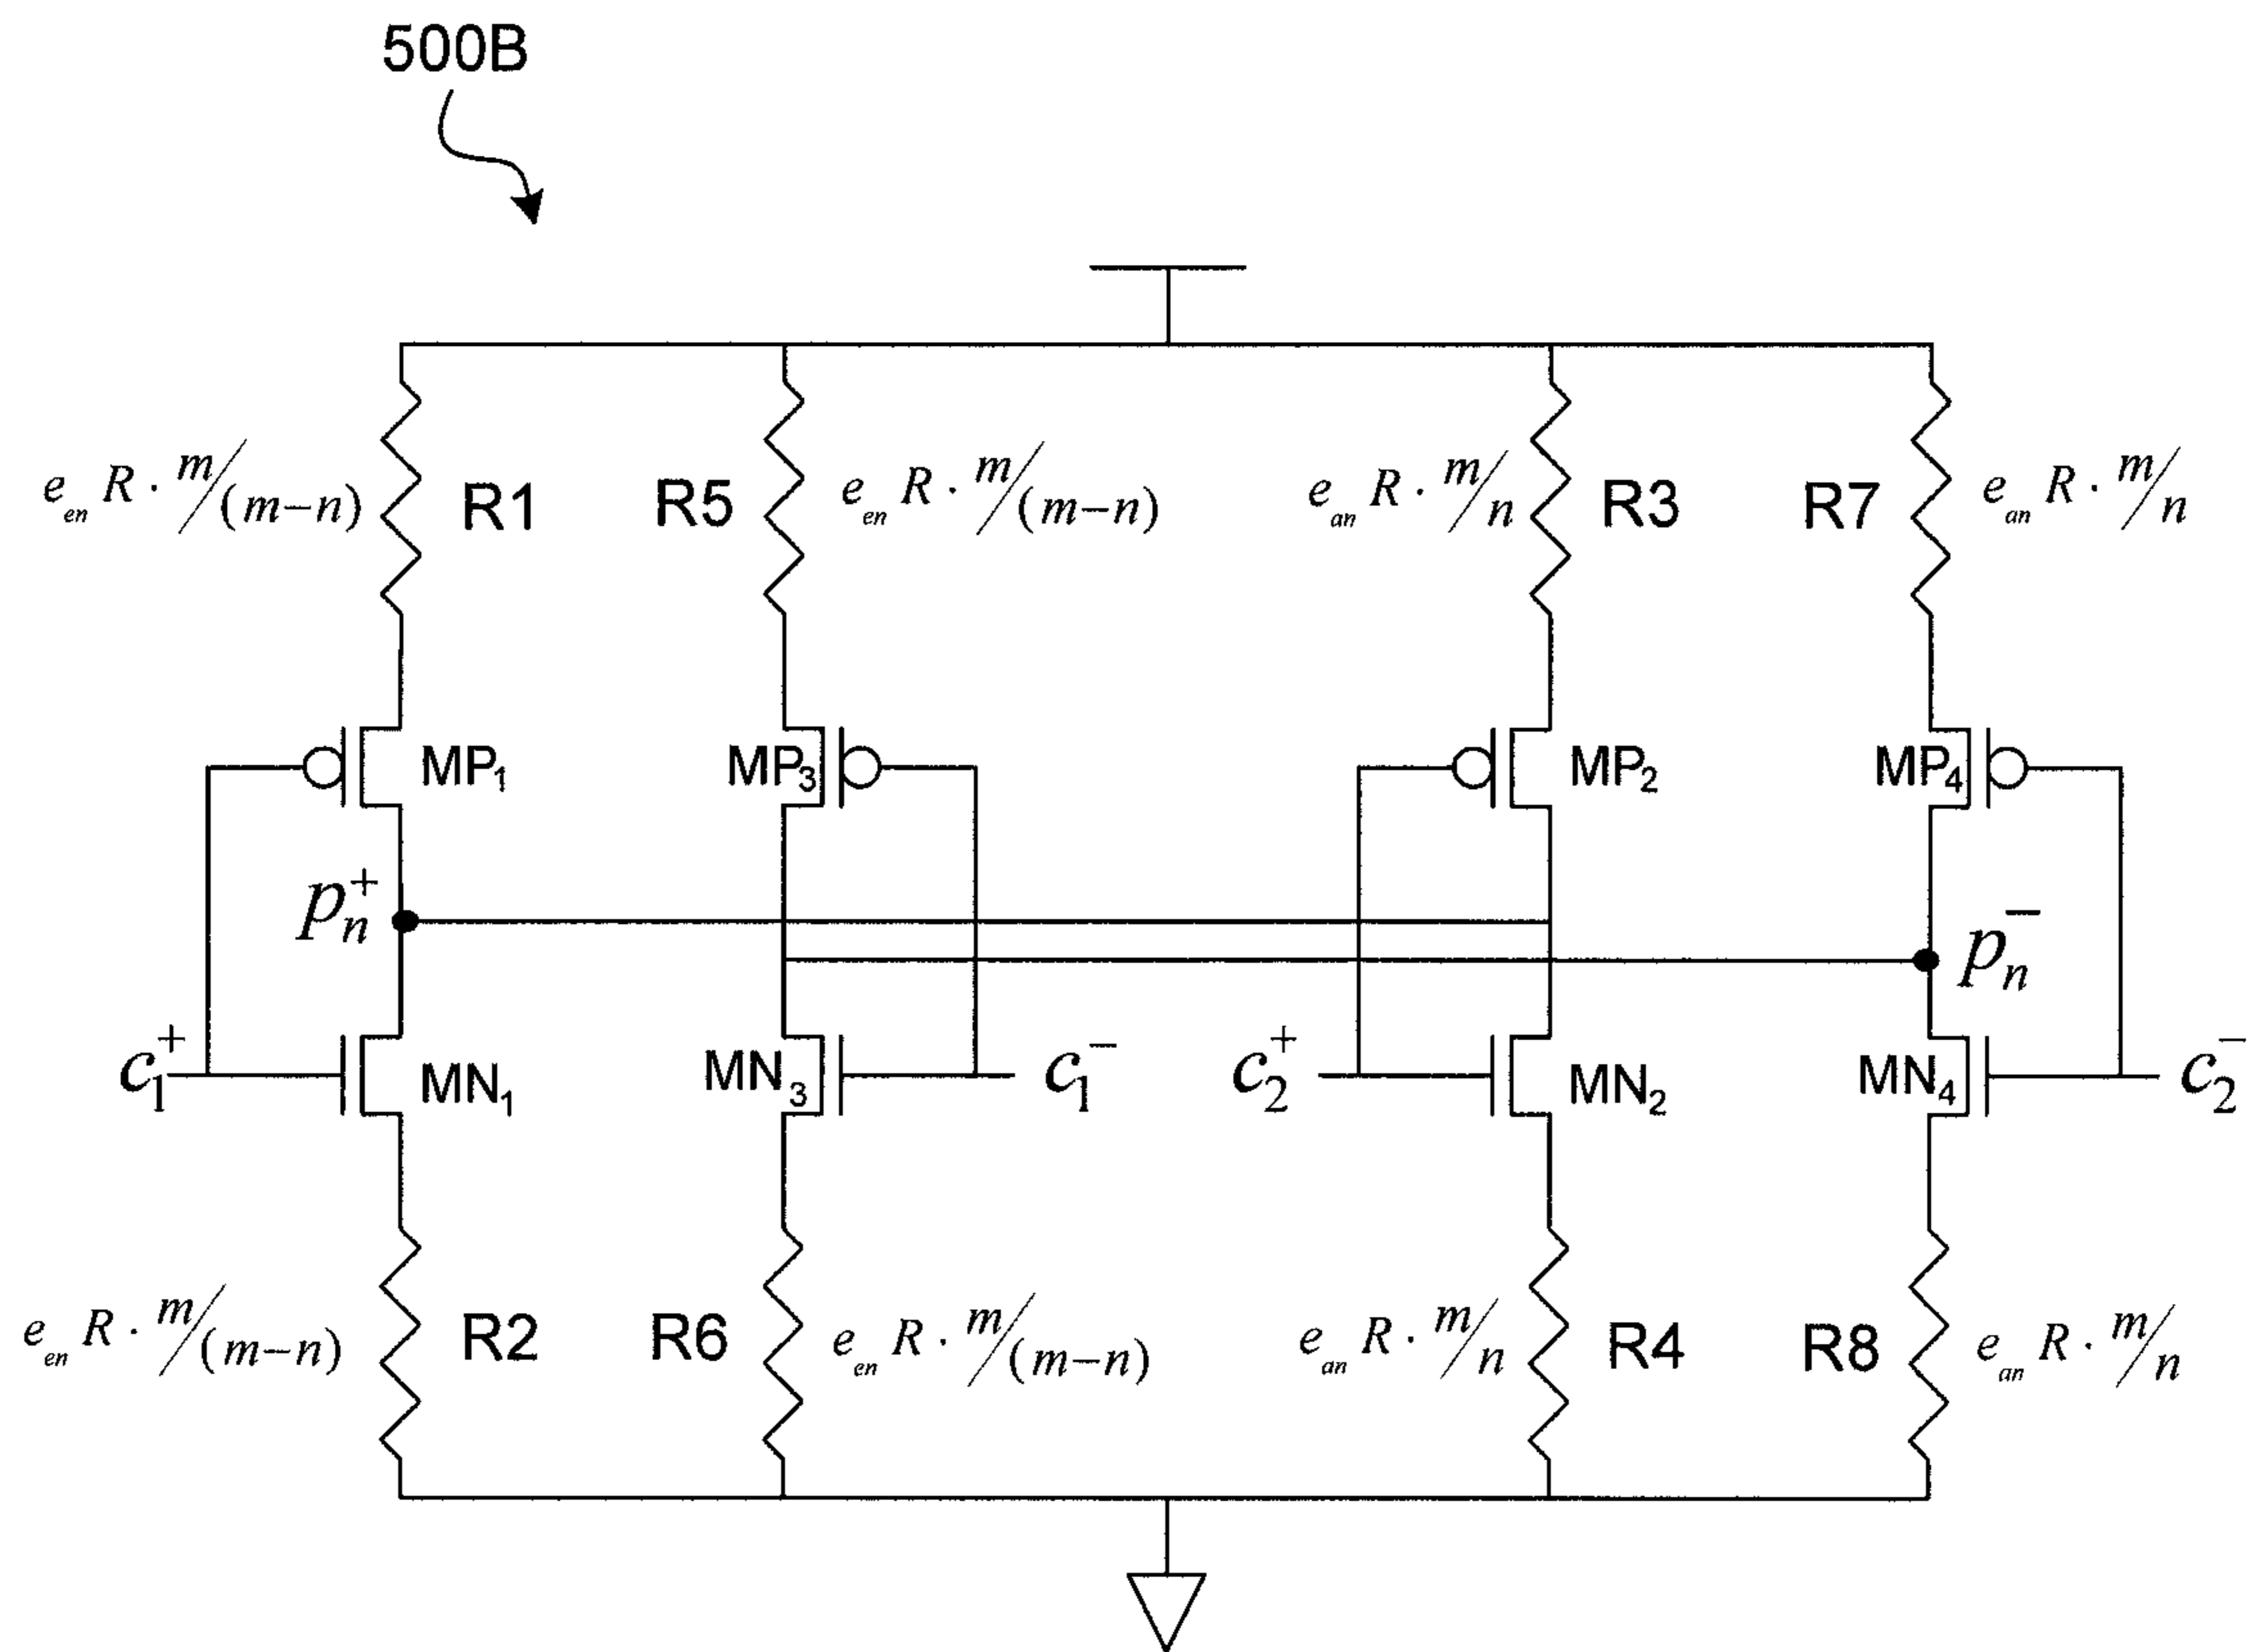 500B
e_en R · m/(m−n) R1 R5 e_en R · m/(m−n) e_an R · m/n R3 R7 e_an R · m/n
MP1 MP3 MP2 MP4
p_n^+
p_n^−
c_1^+ MN1 MN3 c_1^− c_2^+ MN2 MN4 c_2^−
e_en R · m/(m−n) R2 R6 e_en R · m/(m−n) e_an R · m/n R4 R8 e_an R · m/n